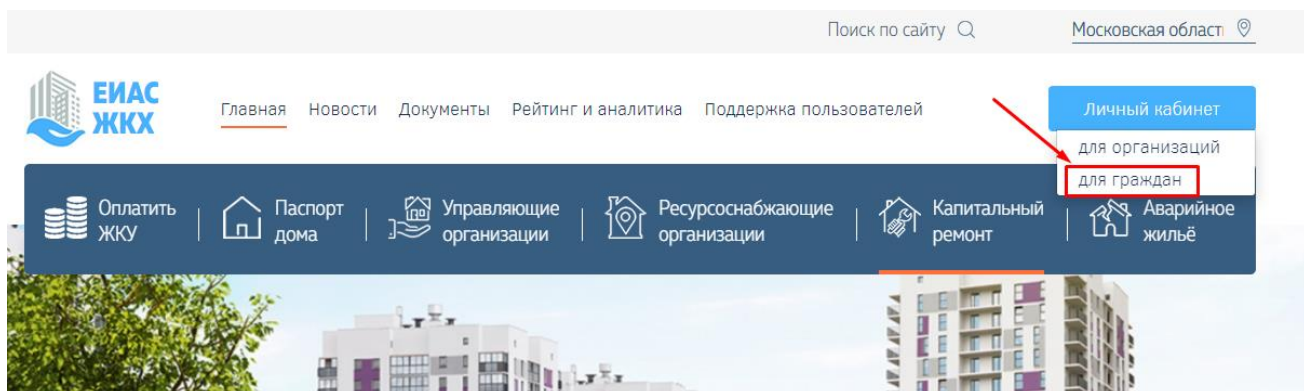 Поиск по сайту
Московская област
ЕИАС
ЖКХ
Главная Новости Документы Рейтинг и аналитика Поддержка пользователей
Личный кабинет
для организаций
для граждан
Оплатить
ЖКУ
Паспорт
дома
Управляющие
организации
Ресурсоснабжающие
организации
Капитальный
ремонт
Аварийное
жильё